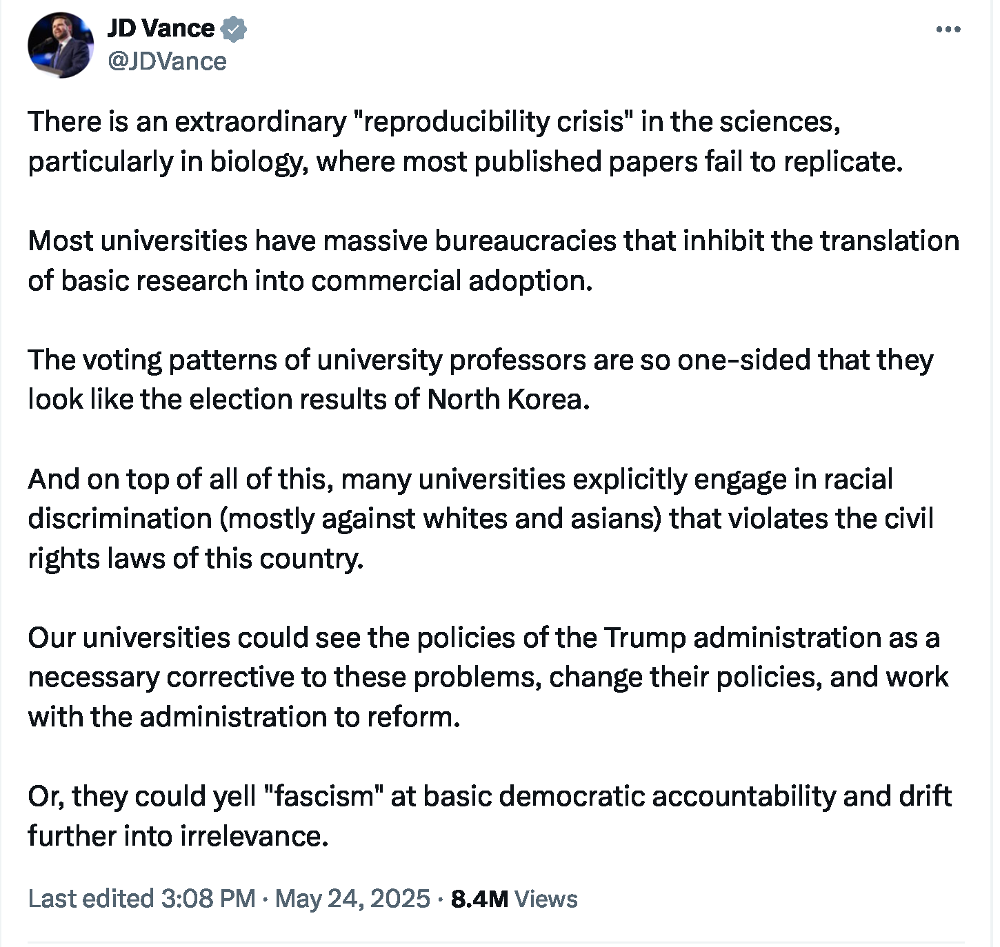 JD Vance
@JDVance
There is an extraordinary "reproducibility crisis" in the sciences,
particularly in biology, where most published papers fail to replicate.
Most universities have massive bureaucracies that inhibit the translation
of basic research into commercial adoption.
The voting patterns of university professors are so one-sided that they
look like the election results of North Korea.
And on top of all of this, many universities explicitly engage in racial
discrimination (mostly against whites and asians) that violates the civil
rights laws of this country.
Our universities could see the policies of the Trump administration as a
necessary corrective to these problems, change their policies, and work
with the administration to reform.
Or, they could yell "fascism" at basic democratic accountability and drift
further into irrelevance.
Last edited 3:08 PM · May 24, 2025 · 8.4M Views